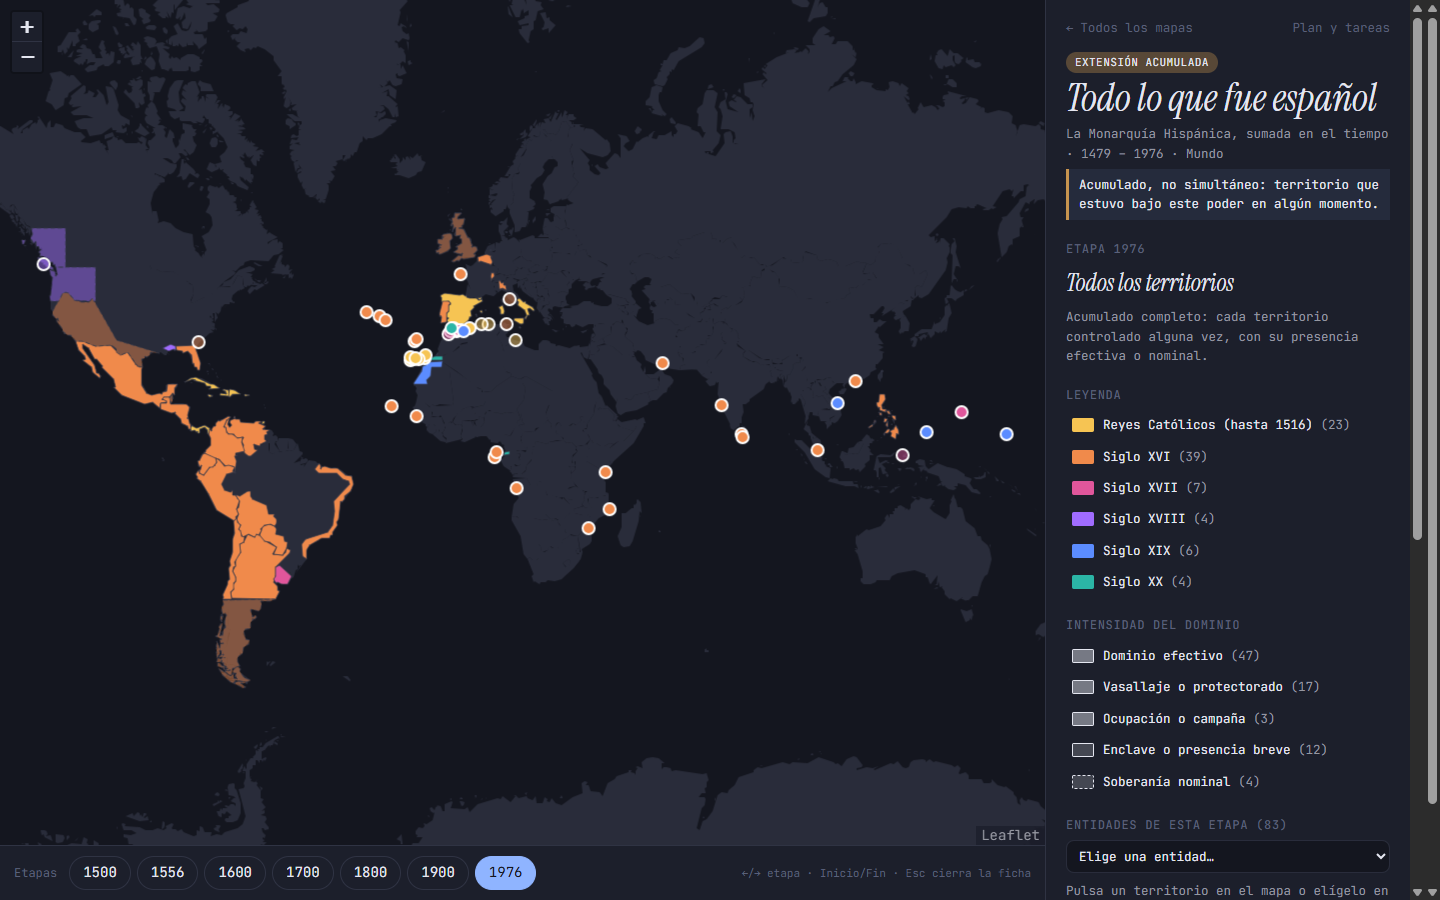 +
−
← Todos los mapas
Plan y tareas
EXTENSIÓN ACUMULADA
Todo lo que fue español
La Monarquía Hispánica, sumada en el tiempo
· 1479 – 1976 · Mundo
Acumulado, no simultáneo: territorio que
estuvo bajo este poder en algún momento.
ETAPA 1976
Todos los territorios
Acumulado completo: cada territorio
controlado alguna vez, con su presencia
efectiva o nominal.
LEYENDA
Reyes Católicos (hasta 1516) (23)
Siglo XVI (39)
Siglo XVII (7)
Siglo XVIII (4)
Siglo XIX (6)
Siglo XX (4)
INTENSIDAD DEL DOMINIO
Dominio efectivo (47)
Vasallaje o protectorado (17)
Ocupación o campaña (3)
Enclave o presencia breve (12)
Soberanía nominal (4)
ENTIDADES DE ESTA ETAPA (83)
Elige una entidad…
Pulsa un territorio en el mapa o elígelo en
Leaflet
Etapas
1500
1556
1600
1700
1800
1900
1976
←/→ etapa · Inicio/Fin · Esc cierra la ficha